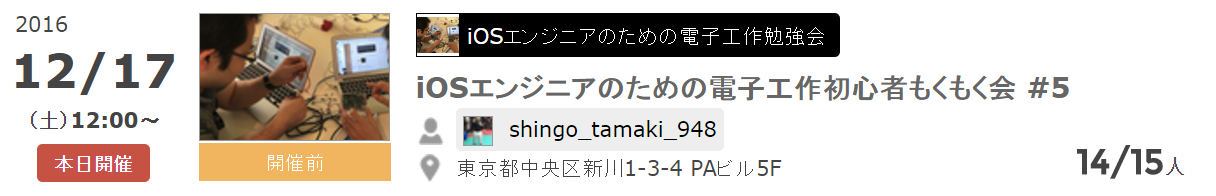 2016
12/17
（土）12:00～
本日開催
開催前
iOSエンジニアのための電子工作勉強会
iOSエンジニアのための電子工作初心者もくもく会 #5
shingo_tamaki_948
東京都中央区新川1-3-4 PAビル5F
14/15人